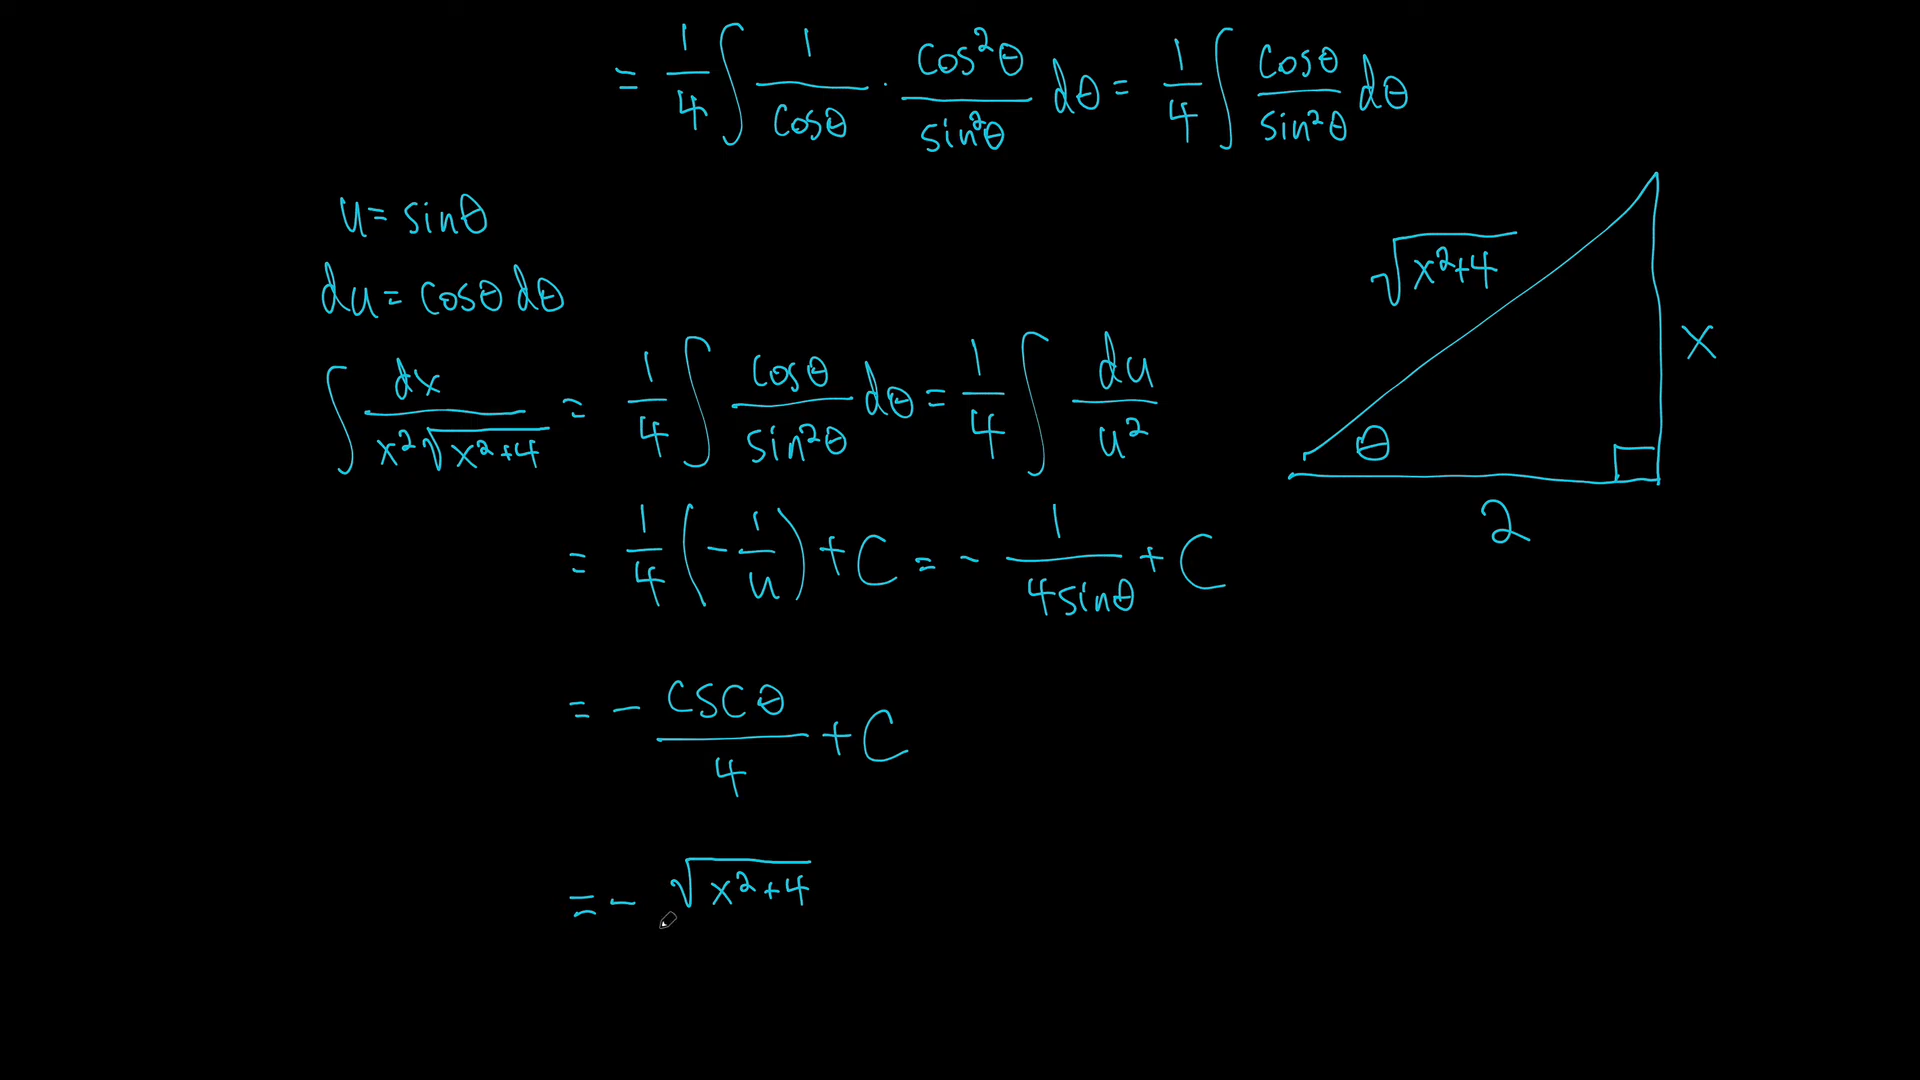 = 1/4 ∫ 1/cosθ · cos²θ/sin²θ dθ = 1/4 ∫ cosθ/sin²θ dθ
u = sinθ
du = cosθ dθ
∫ dx/(x²√(x²+4)) = 1/4 ∫ cosθ/sin²θ dθ = 1/4 ∫ du/u²
= 1/4 (-1/u) + C = - 1/(4sinθ) + C
= - cscθ/4 + C
= - √(x²+4)
√(x²+4)
x
θ
2